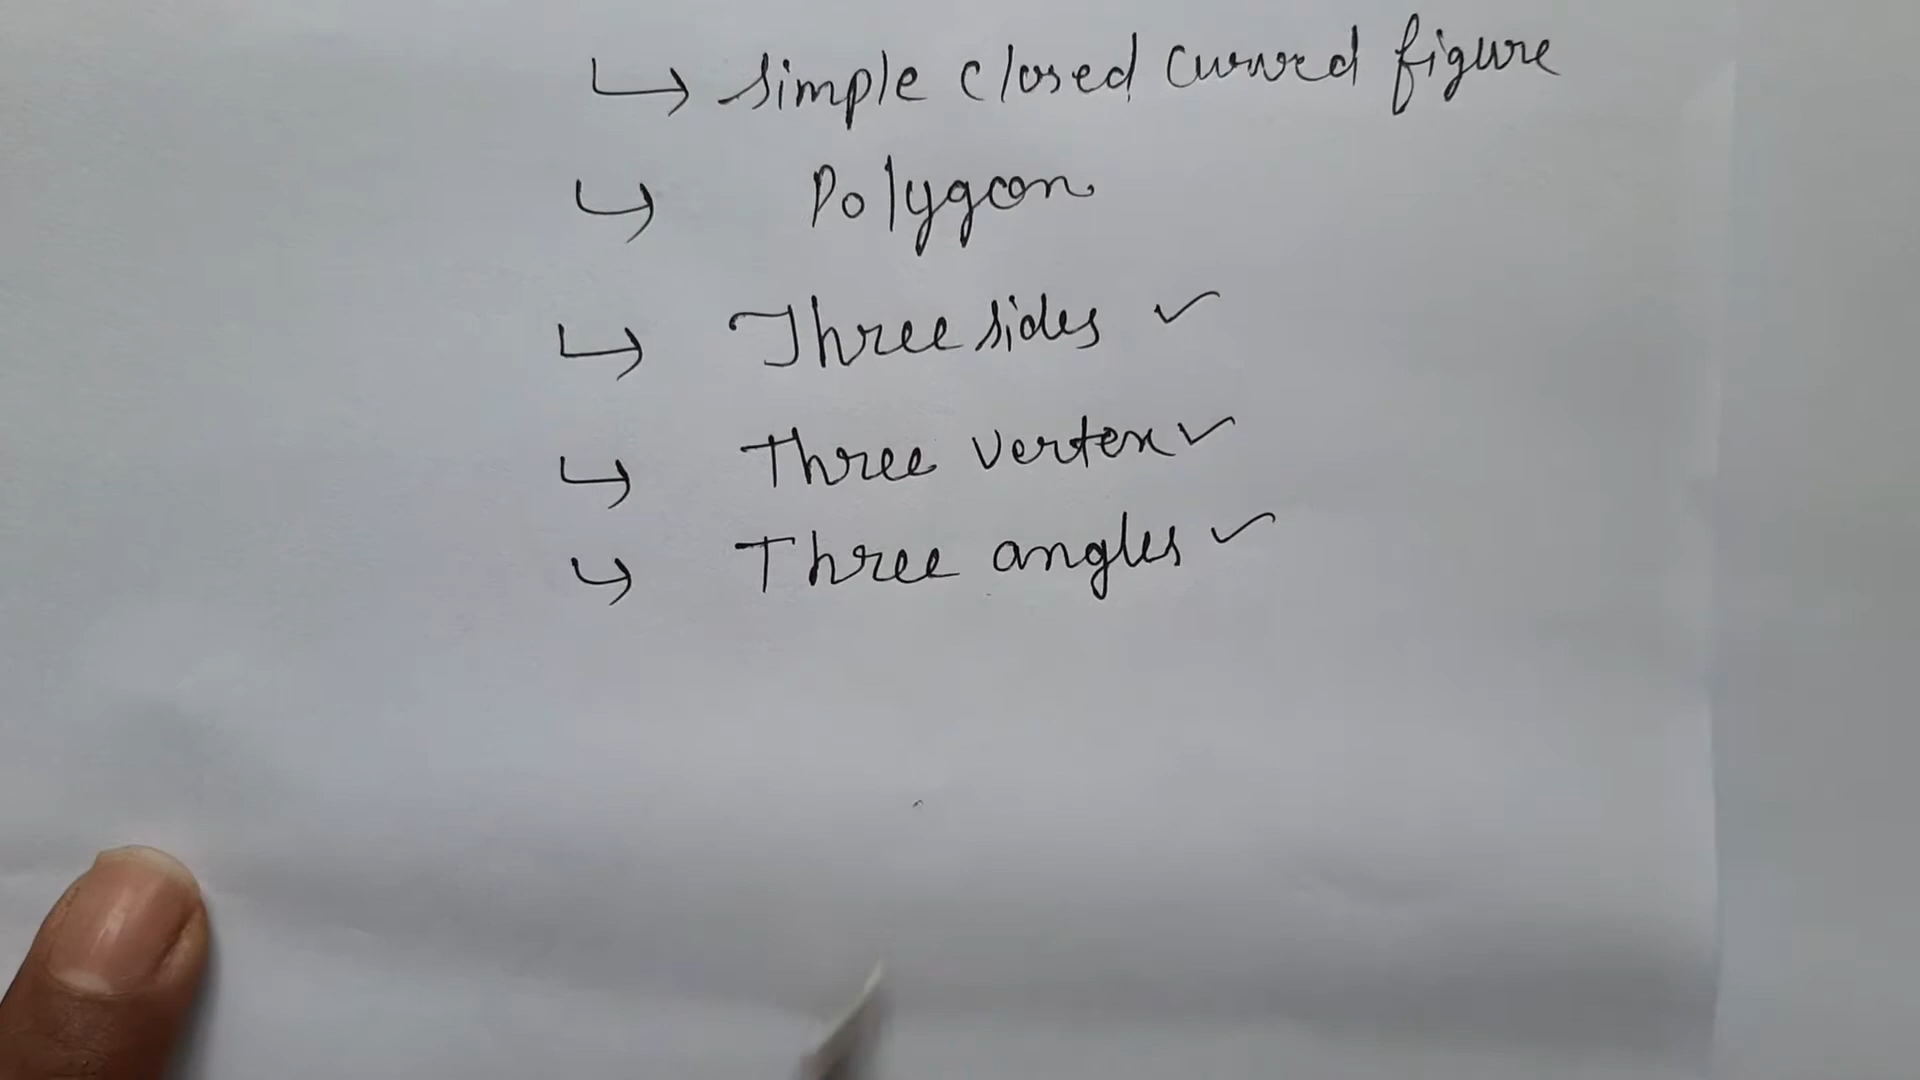 ↳ Simple closed curved figure
↳ Polygon
↳ Three sides ✓
↳ Three vertex ✓
↳ Three angles ✓